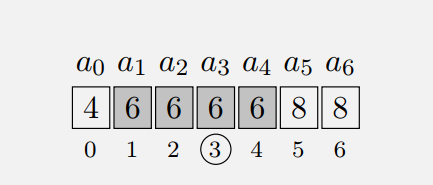 a₀ a₁ a₂ a₃ a₄ a₅ a₆
4 6 6 6 6 8 8
0 1 2 3 4 5 6